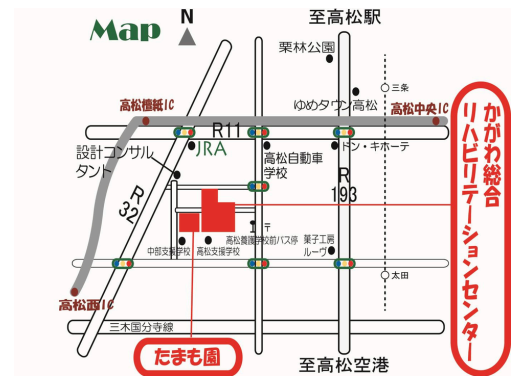 Map
N
至高松駅
栗林公園
三条
ゆめタウン高松
高松檀紙IC
高松中央IC
R11
JRA
ドン・キホーテ
設計コンサル
タント
高松自動車
学校
R
193
R
32
かがわ総合
リハビリテーションセンター
1
〒
高松養護学校前バス停
菓子工房
ルーヴ
中部支援学校
高松支援学校
太田
高松西IC
三木国分寺線
たまも園
至高松空港